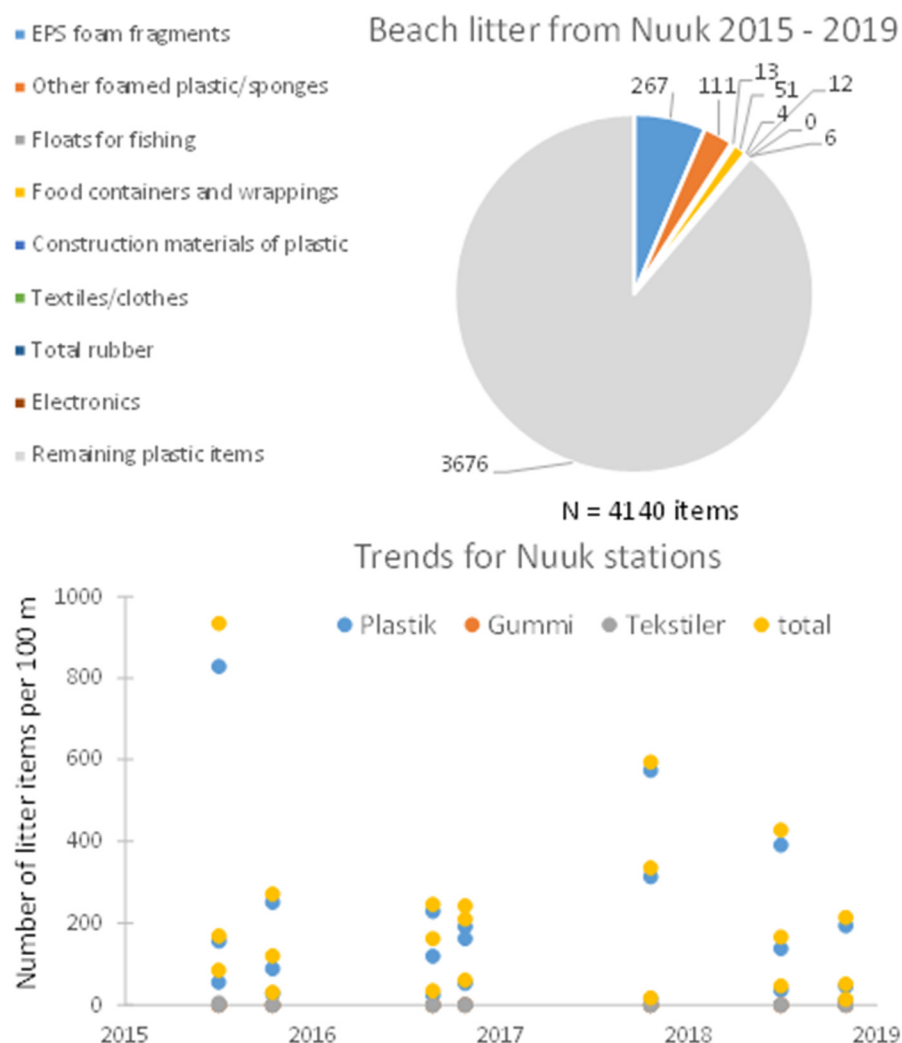 Beach litter from Nuuk 2015 - 2019
EPS foam fragments
Other foamed plastic/sponges
Floats for fishing
Food containers and wrappings
Construction materials of plastic
Textiles/clothes
Total rubber
Electronics
Remaining plastic items
267
111
13
51
4
12
0
6
3676
N = 4140 items
Trends for Nuuk stations
Number of litter items per 100 m
Plastik Gummi Tekstiler total
1000
800
600
400
200
0
2015 2016 2017 2018 2019